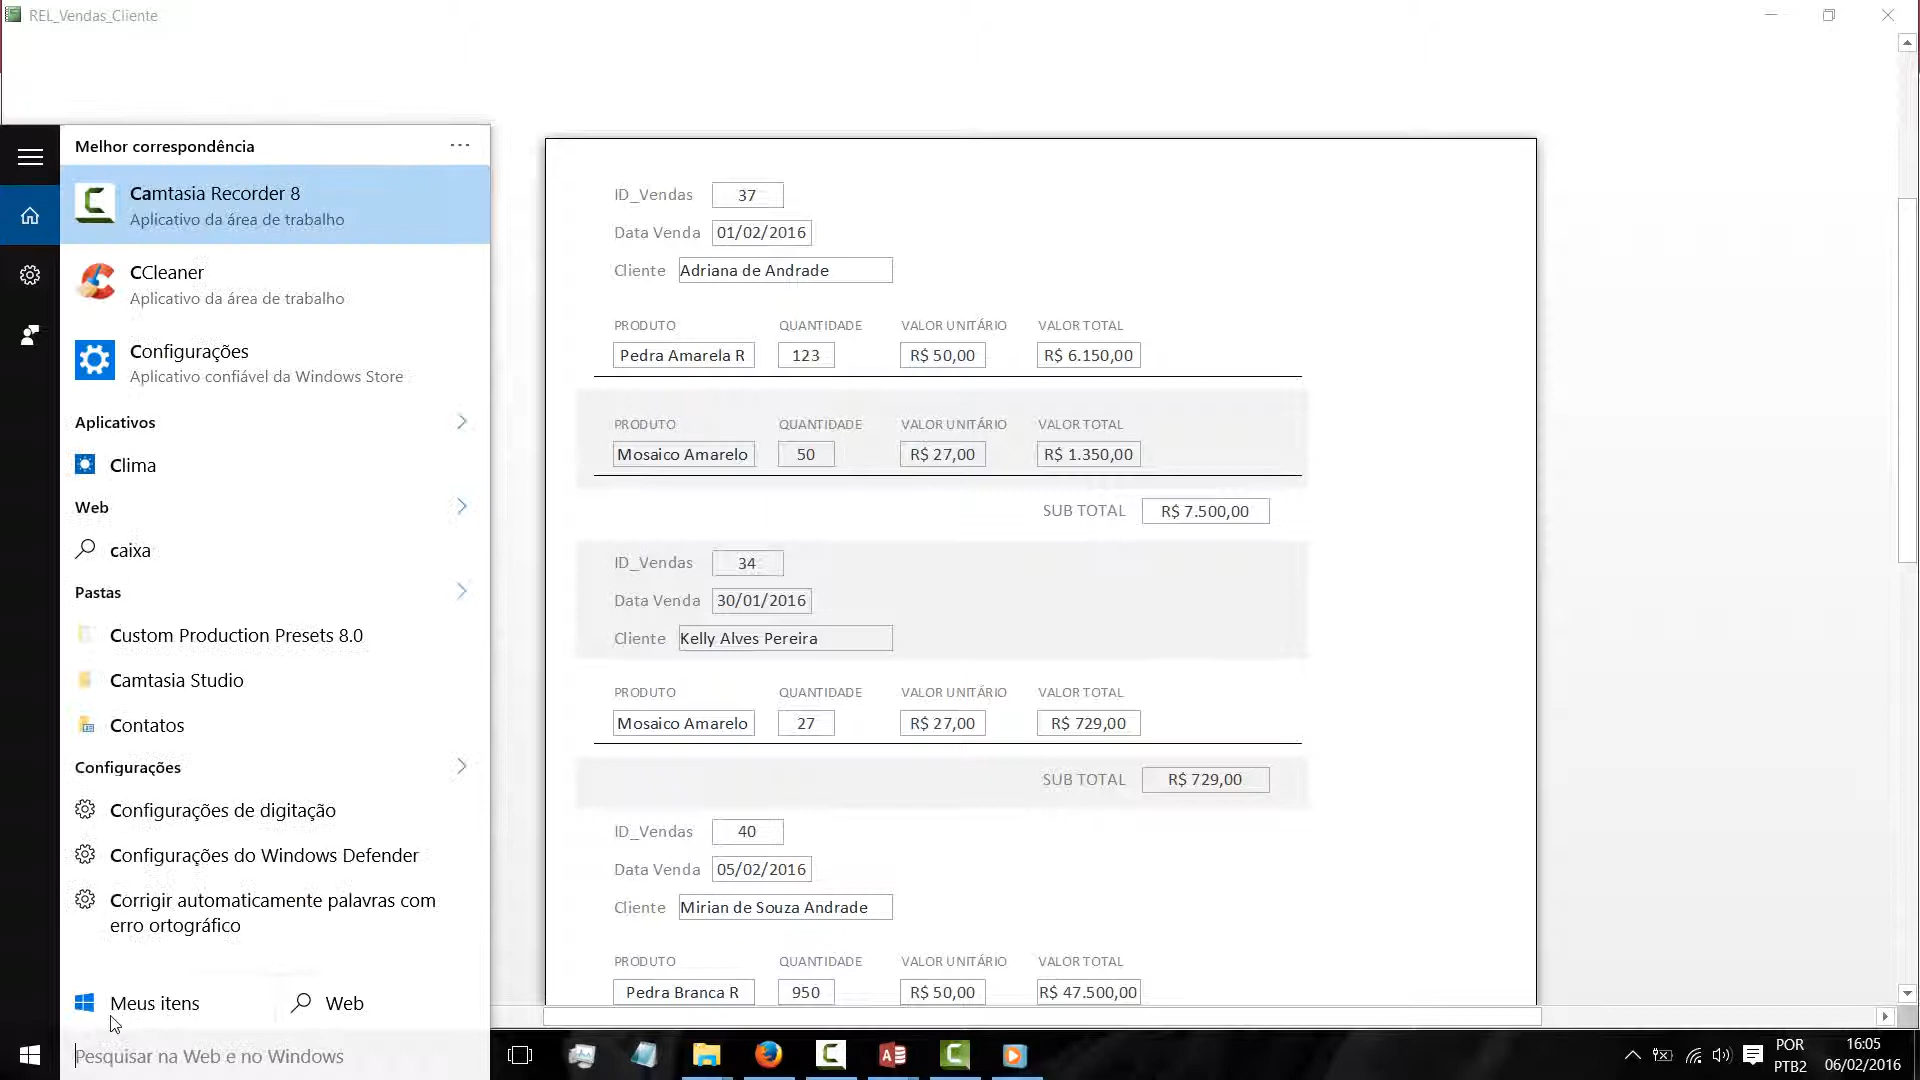 REL_Vendas_Cliente
Melhor correspondência
Camtasia Recorder 8
Aplicativo da área de trabalho
CCleaner
Aplicativo da área de trabalho
Configurações
Aplicativo confiável da Windows Store
Aplicativos
Clima
Web
caixa
Pastas
Custom Production Presets 8.0
Camtasia Studio
Contatos
Configurações
Configurações de digitação
Configurações do Windows Defender
Corrigir automaticamente palavras com
erro ortográfico
Meus itens Web
Pesquisar na Web e no Windows
ID_Vendas 37
Data Venda 01/02/2016
Cliente Adriana de Andrade
PRODUTO QUANTIDADE VALOR UNITÁRIO VALOR TOTAL
Pedra Amarela R 123 R$ 50,00 R$ 6.150,00
PRODUTO QUANTIDADE VALOR UNITÁRIO VALOR TOTAL
Mosaico Amarelo 50 R$ 27,00 R$ 1.350,00
SUB TOTAL R$ 7.500,00
ID_Vendas 34
Data Venda 30/01/2016
Cliente Kelly Alves Pereira
PRODUTO QUANTIDADE VALOR UNITÁRIO VALOR TOTAL
Mosaico Amarelo 27 R$ 27,00 R$ 729,00
SUB TOTAL R$ 729,00
ID_Vendas 40
Data Venda 05/02/2016
Cliente Mirian de Souza Andrade
PRODUTO QUANTIDADE VALOR UNITÁRIO VALOR TOTAL
Pedra Branca R 950 R$ 50,00 R$ 47.500,00
POR 16:05
PTB2 06/02/2016